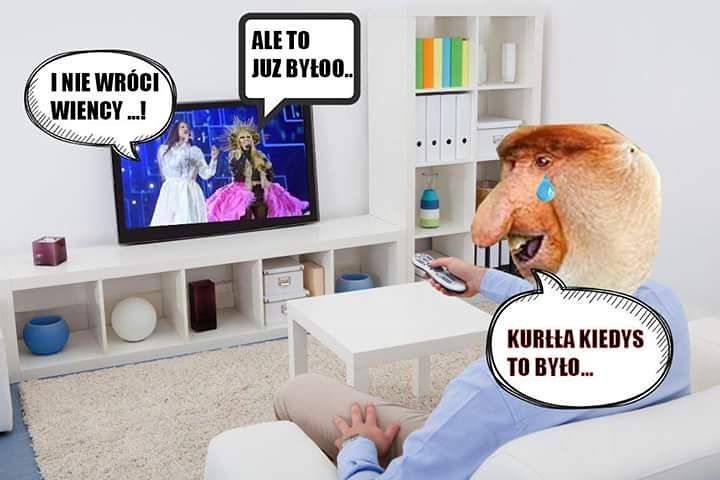 ALE TO
JUZ BYŁOO..
I NIE WRÓCI
WIENCY ...!
KURŁŁA KIEDYS
TO BYŁO...